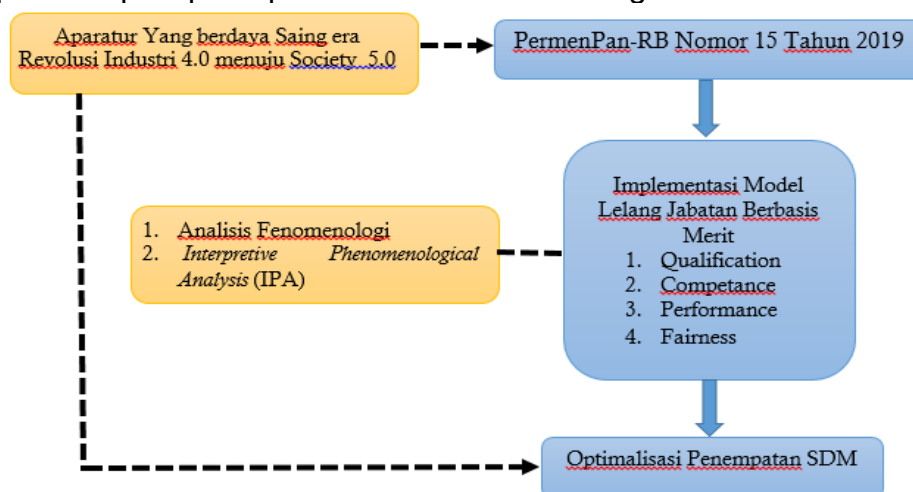 Aparatur Yang berdaya Saing era
Revolusi Industri 4.0 menuju Society 5.0
PermenPan-RB Nomor 15 Tahun 2019
Implementasi Model
Lelang Jabatan Berbasis
Merit
1. Qualification
2. Competance
3. Performance
4. Fairness
1. Analisis Fenomenologi
2. Interpretive Phenomenological
Analysis (IPA)
Optimalisasi Penempatan SDM